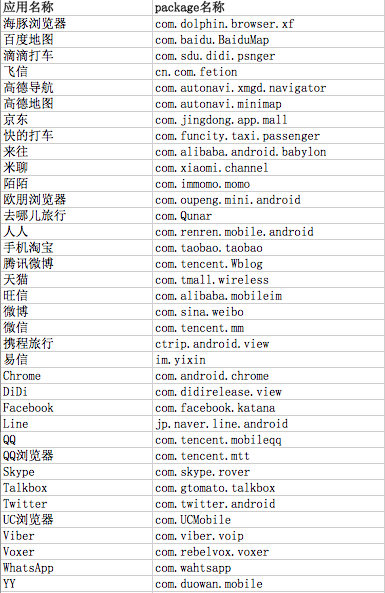 应用名称 package名称
海豚浏览器 com.dolphin.browser.xf
百度地图 com.baidu.BaiduMap
滴滴打车 com.sdu.didi.psnger
飞信 cn.com.fetion
高德导航 com.autonavi.xmgd.navigator
高德地图 com.autonavi.minimap
京东 com.jingdong.app.mall
快的打车 com.funcity.taxi.passenger
来往 com.alibaba.android.babylon
米聊 com.xiaomi.channel
陌陌 com.immomo.momo
欧朋浏览器 com.oupeng.mini.android
去哪儿旅行 com.Qunar
人人 com.renren.mobile.android
手机淘宝 com.taobao.taobao
腾讯微博 com.tencent.Wblog
天猫 com.tmall.wireless
旺信 com.alibaba.mobileim
微博 com.sina.weibo
微信 com.tencent.mm
携程旅行 ctrip.android.view
易信 im.yixin
Chrome com.android.chrome
DiDi com.didirelease.view
Facebook com.facebook.katana
Line jp.naver.line.android
QQ com.tencent.mobileqq
QQ浏览器 com.tencent.mtt
Skype com.skype.rover
Talkbox com.gtomato.talkbox
Twitter com.twitter.android
UC浏览器 com.UCMobile
Viber com.viber.voip
Voxer com.rebelvox.voxer
WhatsApp com.wahtsapp
YY com.duowan.mobile